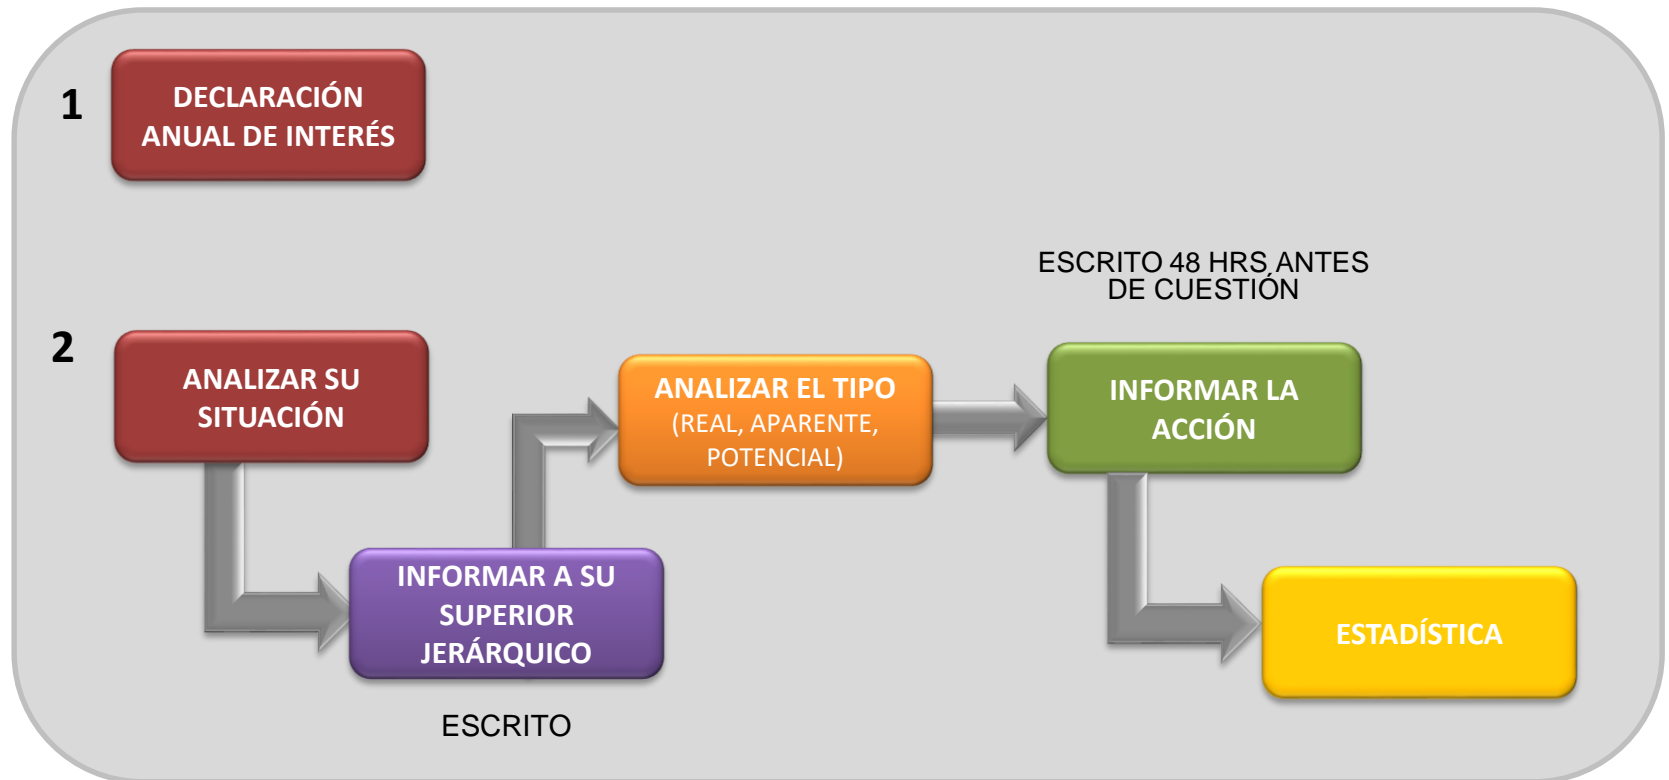 1
DECLARACIÓN
ANUAL DE INTERÉS
ESCRITO 48 HRS ANTES
DE CUESTIÓN
2
ANALIZAR SU
SITUACIÓN
ANALIZAR EL TIPO
(REAL, APARENTE,
POTENCIAL)
INFORMAR LA
ACCIÓN
INFORMAR A SU
SUPERIOR
JERÁRQUICO
ESTADÍSTICA
ESCRITO